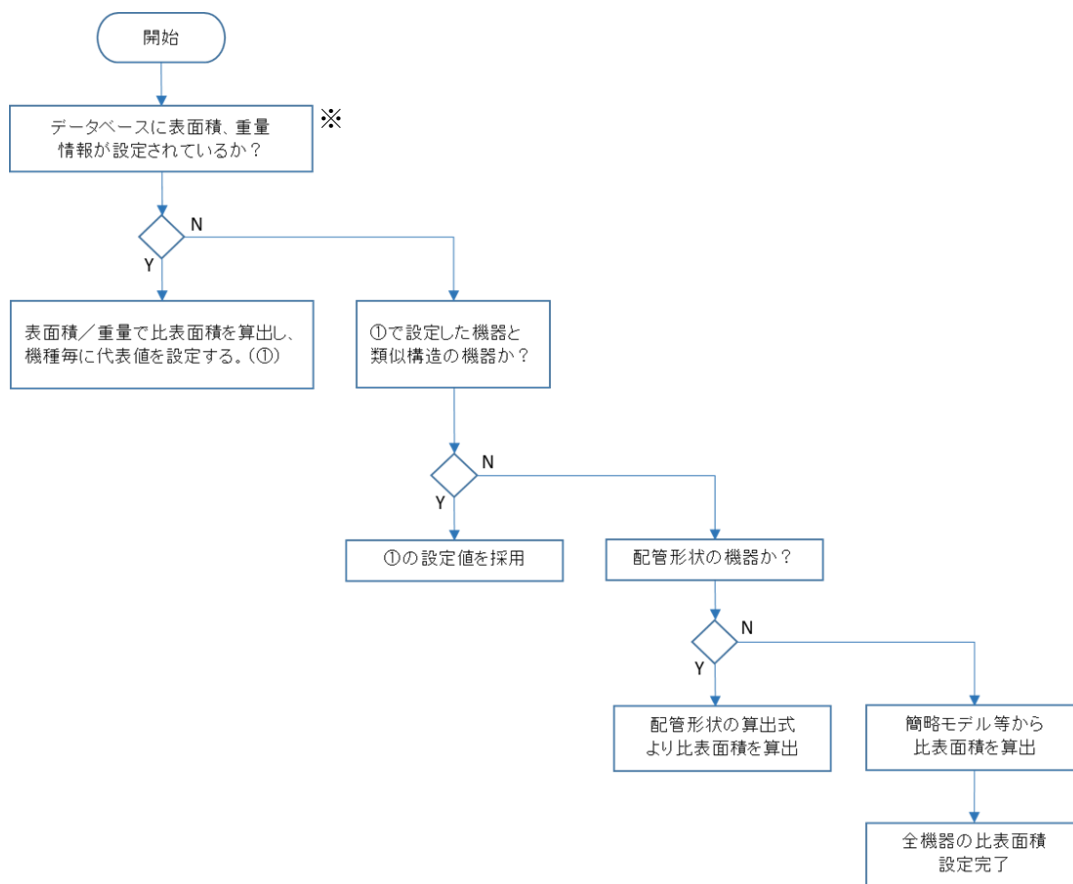 開始
データベースに表面積、重量
情報が設定されているか？
※
N
Y
表面積／重量で比表面積を算出し、
機種毎に代表値を設定する。（①）
①で設定した機器と
類似構造の機器か？
N
Y
①の設定値を採用
配管形状の機器か？
N
Y
配管形状の算出式
より比表面積を算出
簡略モデル等から
比表面積を算出
全機器の比表面積
設定完了